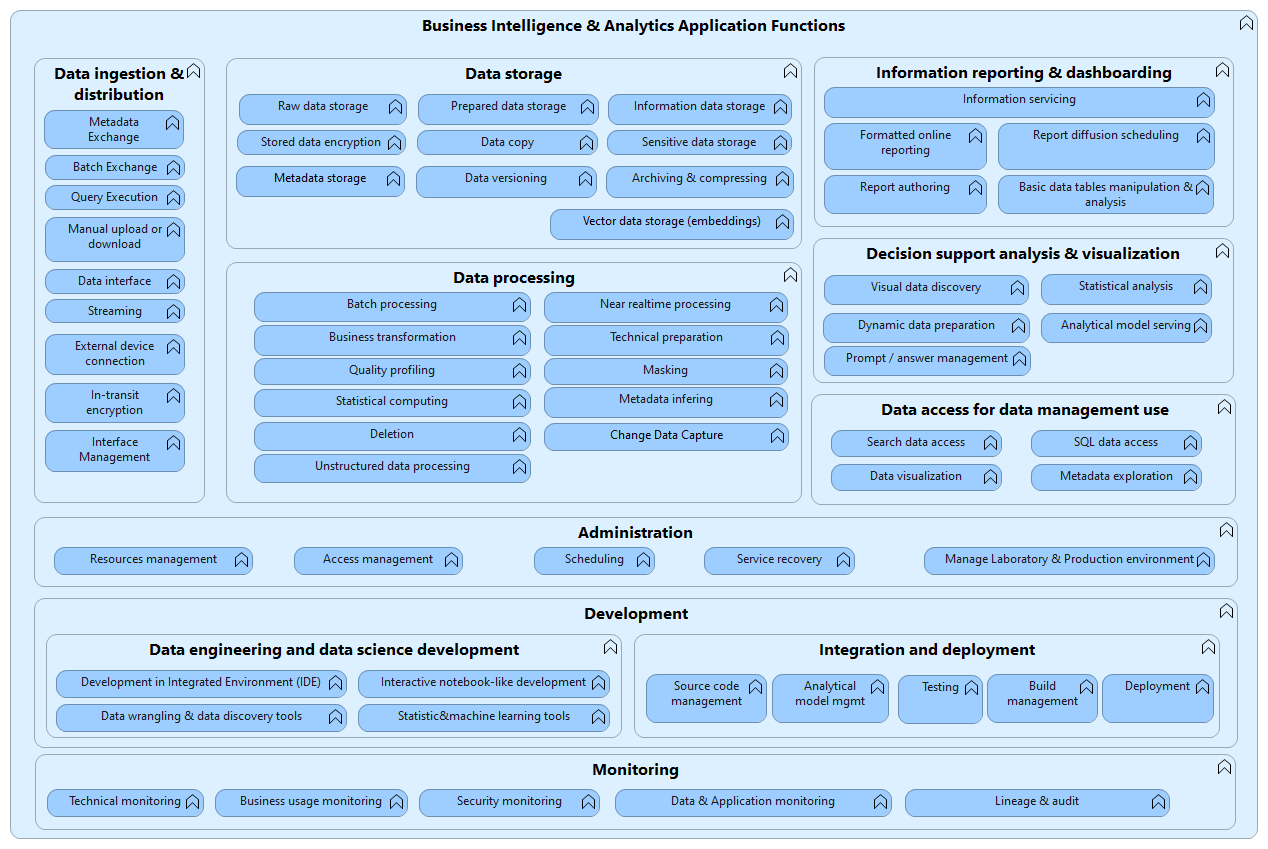 Business Intelligence & Analytics Application Functions
Data ingestion &
distribution
Metadata
Exchange
Batch Exchange
Query Execution
Manual upload or
download
Data interface
Streaming
External device
connection
In-transit
encryption
Interface
Management
Data storage
Raw data storage
Prepared data storage
Information data storage
Stored data encryption
Data copy
Sensitive data storage
Metadata storage
Data versioning
Archiving & compressing
Vector data storage (embeddings)
Data processing
Batch processing
Near realtime processing
Business transformation
Technical preparation
Quality profiling
Masking
Statistical computing
Metadata infering
Deletion
Change Data Capture
Unstructured data processing
Information reporting & dashboarding
Information servicing
Formatted online
reporting
Report diffusion scheduling
Report authoring
Basic data tables manipulation &
analysis
Decision support analysis & visualization
Visual data discovery
Statistical analysis
Dynamic data preparation
Analytical model serving
Prompt / answer management
Data access for data management use
Search data access
SQL data access
Data visualization
Metadata exploration
Administration
Resources management
Access management
Scheduling
Service recovery
Manage Laboratory & Production environment
Development
Data engineering and data science development
Development in Integrated Environment (IDE)
Interactive notebook-like development
Data wrangling & data discovery tools
Statistic&machine learning tools
Integration and deployment
Source code
management
Analytical
model mgmt
Testing
Build
management
Deployment
Monitoring
Technical monitoring
Business usage monitoring
Security monitoring
Data & Application monitoring
Lineage & audit